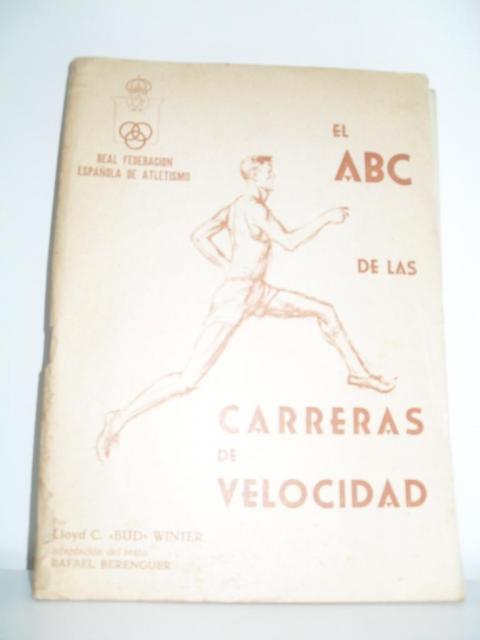 REAL FEDERACION
ESPAÑOLA DE ATLETISMO
EL
ABC
DE LAS
CARRERAS
DE
VELOCIDAD
Por
Lloyd C. «BUD» WINTER
adaptación del texto
RAFAEL BERENGUER